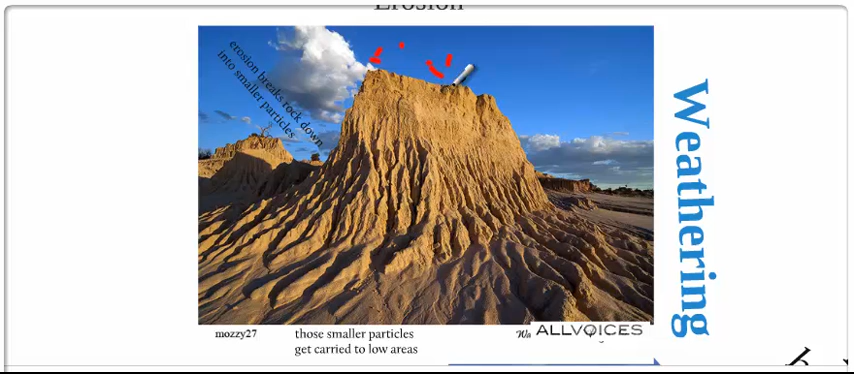 Erosion
erosion breaks rock down
into smaller particles
Weathering
mozzy27
those smaller particles
get carried to low areas
ALLVOICES